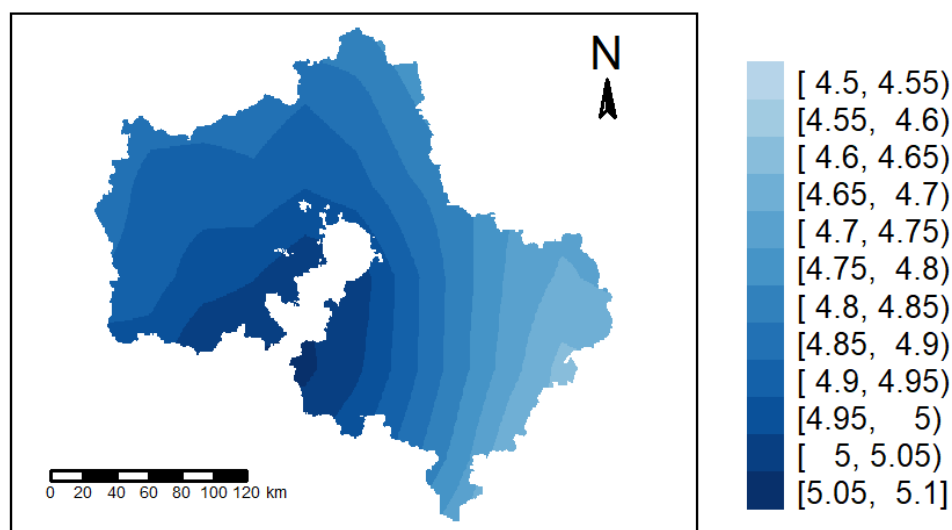 N
[ 4.5, 4.55)
[4.55, 4.6)
[ 4.6, 4.65)
[4.65, 4.7)
[ 4.7, 4.75)
[4.75, 4.8)
[ 4.8, 4.85)
[4.85, 4.9)
[ 4.9, 4.95)
[4.95, 5)
[ 5, 5.05)
[5.05, 5.1]
0 20 40 60 80 100 120 km